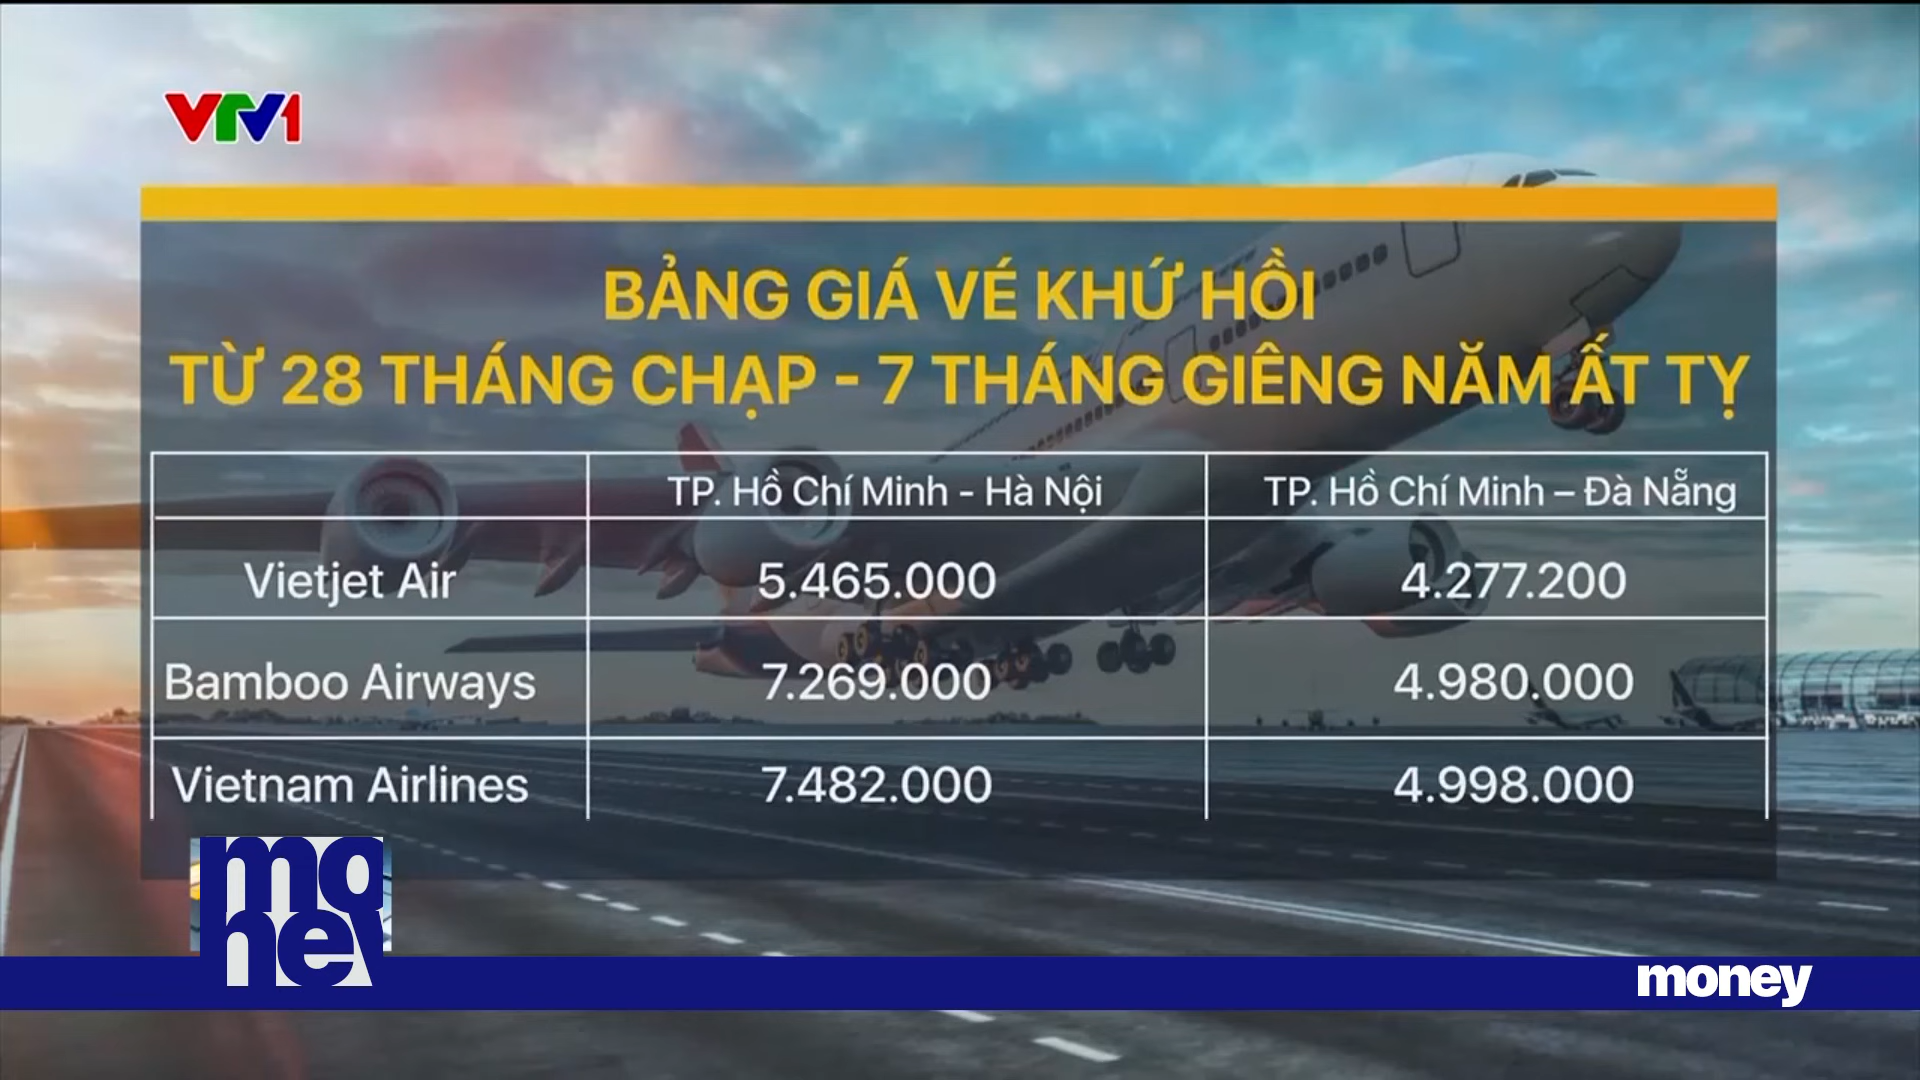 VTV1
BẢNG GIÁ VÉ KHỨ HỒI
TỪ 28 THÁNG CHẠP - 7 THÁNG GIÊNG NĂM ẤT TỴ
TP. Hồ Chí Minh - Hà Nội TP. Hồ Chí Minh – Đà Nẵng
Vietjet Air 5.465.000 4.277.200
Bamboo Airways 7.269.000 4.980.000
Vietnam Airlines 7.482.000 4.998.000
mo
ney
money